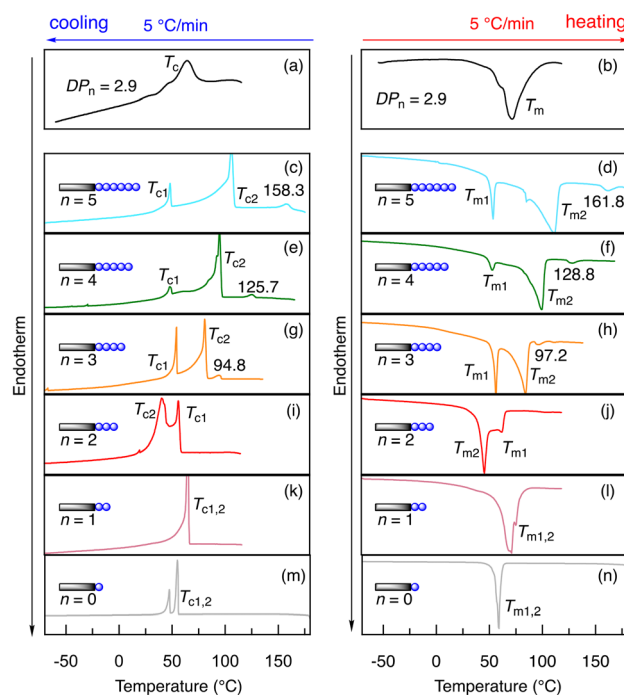 cooling 5 °C/min
5 °C/min heating
Endotherm
(a)
DPn = 2.9
Tc
(b)
DPn = 2.9
Tm
(c)
n = 5
Tc1
Tc2
158.3
(d)
n = 5
Tm1
Tm2
161.8
(e)
n = 4
Tc1
Tc2
125.7
(f)
n = 4
Tm1
Tm2
128.8
(g)
n = 3
Tc1
Tc2
94.8
(h)
n = 3
Tm1
Tm2
97.2
(i)
n = 2
Tc2
Tc1
(j)
n = 2
Tm2
Tm1
(k)
n = 1
Tc1,2
(l)
n = 1
Tm1,2
(m)
n = 0
Tc1,2
(n)
n = 0
Tm1,2
Endotherm
-50 0 50 100 150
Temperature (°C)
-50 0 50 100 150
Temperature (°C)